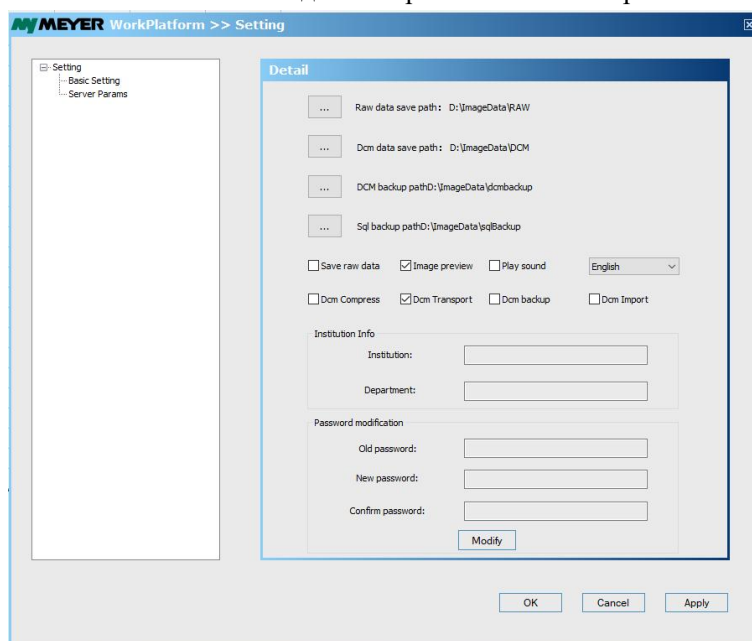 MEYER WorkPlatform >> Setting
Setting
Basic Setting
Server Params
Detail
... Raw data save path: D:\ImageData\RAW
... Dcm data save path: D:\ImageData\DCM
... DCM backup pathD:\ImageData\dcmbackup
... Sql backup pathD:\ImageData\sqlBackup
Save raw data Image preview Play sound English
Dcm Compress Dcm Transport Dcm backup Dcm Import
Institution Info
Institution:
Department:
Password modification
Old password:
New password:
Confirm password:
Modify
OK Cancel Apply